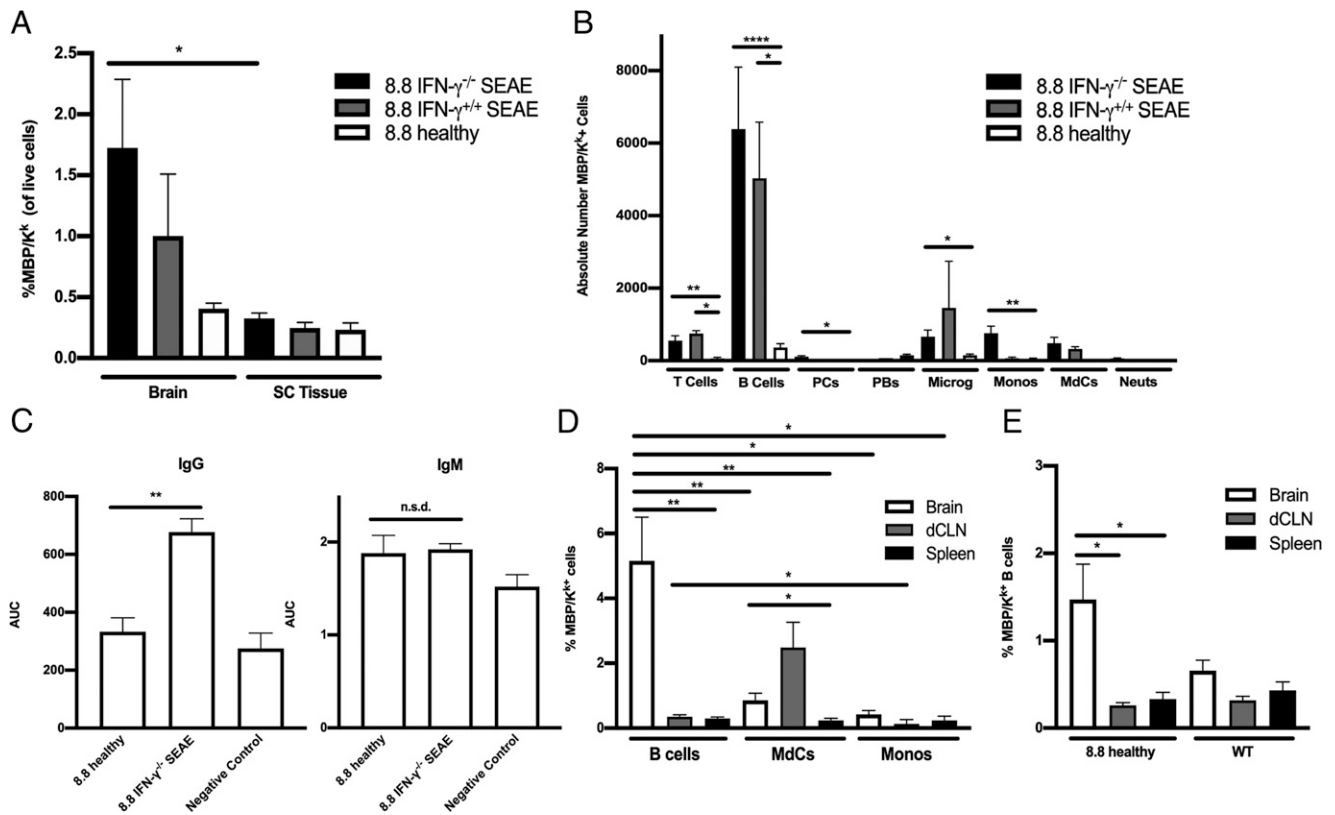 A
2.5
2.0
1.5
1.0
0.5
0.0
%MBP/Kᵏ (of live cells)
*
8.8 IFN-γ⁻/⁻ SEAE
8.8 IFN-γ⁺/⁺ SEAE
8.8 healthy
Brain
SC Tissue
B
8000
6000
4000
2000
0
Absolute Number MBP/Kᵏ+ Cells
****
*
**
*
*
*
**
8.8 IFN-γ⁻/⁻ SEAE
8.8 IFN-γ⁺/⁺ SEAE
8.8 healthy
T Cells
B Cells
PCs
PBs
Microg
Monos
MdCs
Neuts
C
IgG
800
600
400
200
0
AUC
**
8.8 healthy
8.8 IFN-γ⁻/⁻ SEAE
Negative Control
IgM
2
1
0
AUC
n.s.d.
8.8 healthy
8.8 IFN-γ⁻/⁻ SEAE
Negative Control
D
8
6
4
2
0
% MBP/Kᵏ⁺ cells
*
*
**
**
**
*
*
Brain
dCLN
Spleen
B cells
MdCs
Monos
E
3
2
1
0
% MBP/Kᵏ⁺ B cells
*
*
Brain
dCLN
Spleen
8.8 healthy
WT